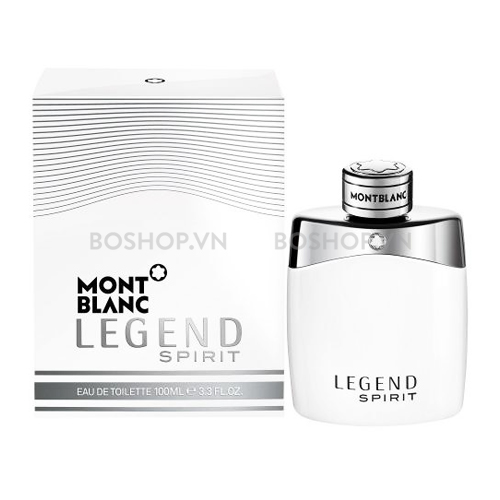 BOSHOP.VN
BOSHOP.VN
MONT
BLANC
LEGEND
SPIRIT
EAU DE TOILETTE 100ML ℮ 3.3 FL.OZ.
MONTBLANC
LEGEND
SPIRIT